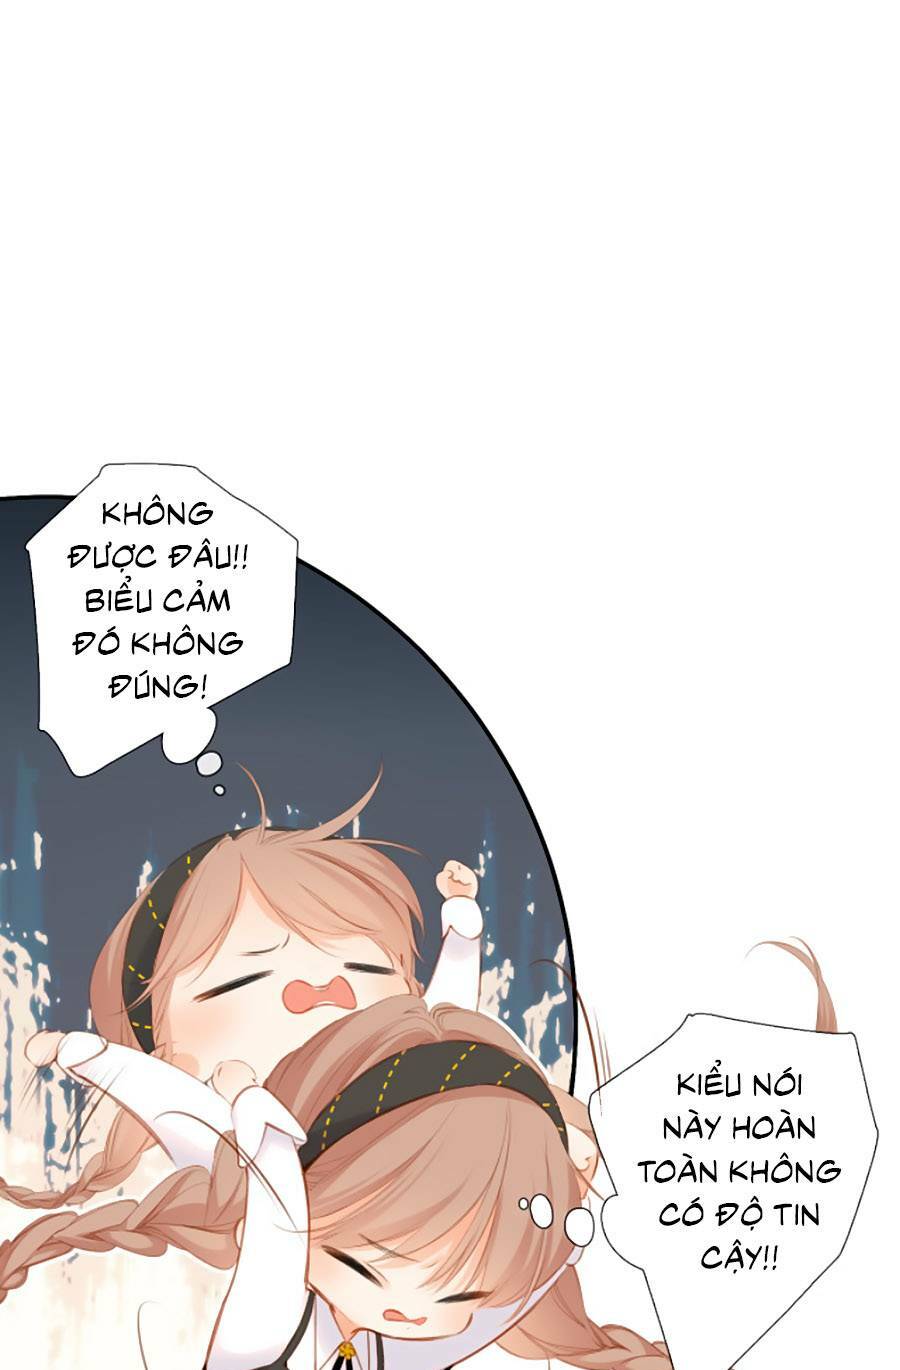 KHÔNG
ĐƯỢC ĐÂU!!
BIỂU CẢM
ĐÓ KHÔNG
ĐÚNG!
KIỂU NÓI
NÀY HOÀN
TOÀN KHÔNG
CÓ ĐỘ TIN
CẬY!!